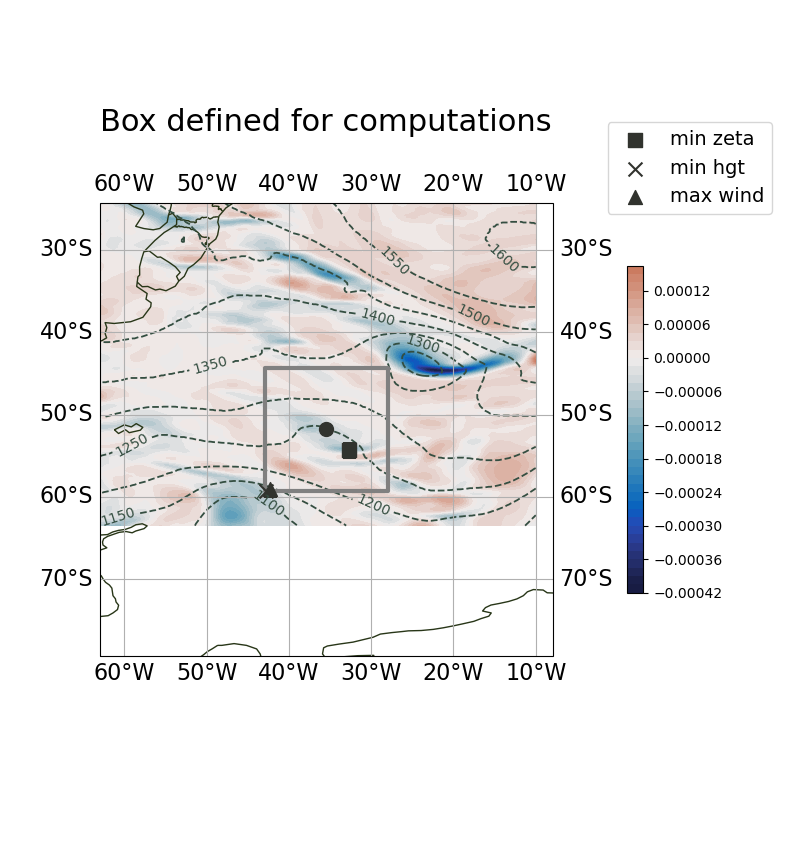 Box defined for computations
min zeta
min hgt
max wind
60°W 50°W 40°W 30°W 20°W 10°W
30°S 30°S
40°S 40°S
50°S 50°S
60°S 60°S
70°S 70°S
1550
1600
1500
1400
1300
1350
1250
1200
1100
1150
60°W 50°W 40°W 30°W 20°W 10°W
0.00012
0.00006
0.00000
−0.00006
−0.00012
−0.00018
−0.00024
−0.00030
−0.00036
−0.00042